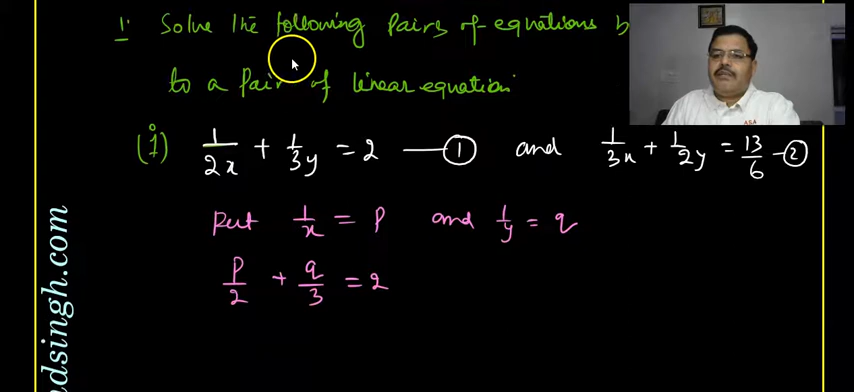 1. Solve the following Pairs of equations b
to a Pair of linear equation
(i) 1/2x + 1/3y = 2 — ① and 1/3x + 1/2y = 13/6 — ②
Put 1/x = P and 1/y = q
P/2 + q/3 = 2
dsingh.com
ASA